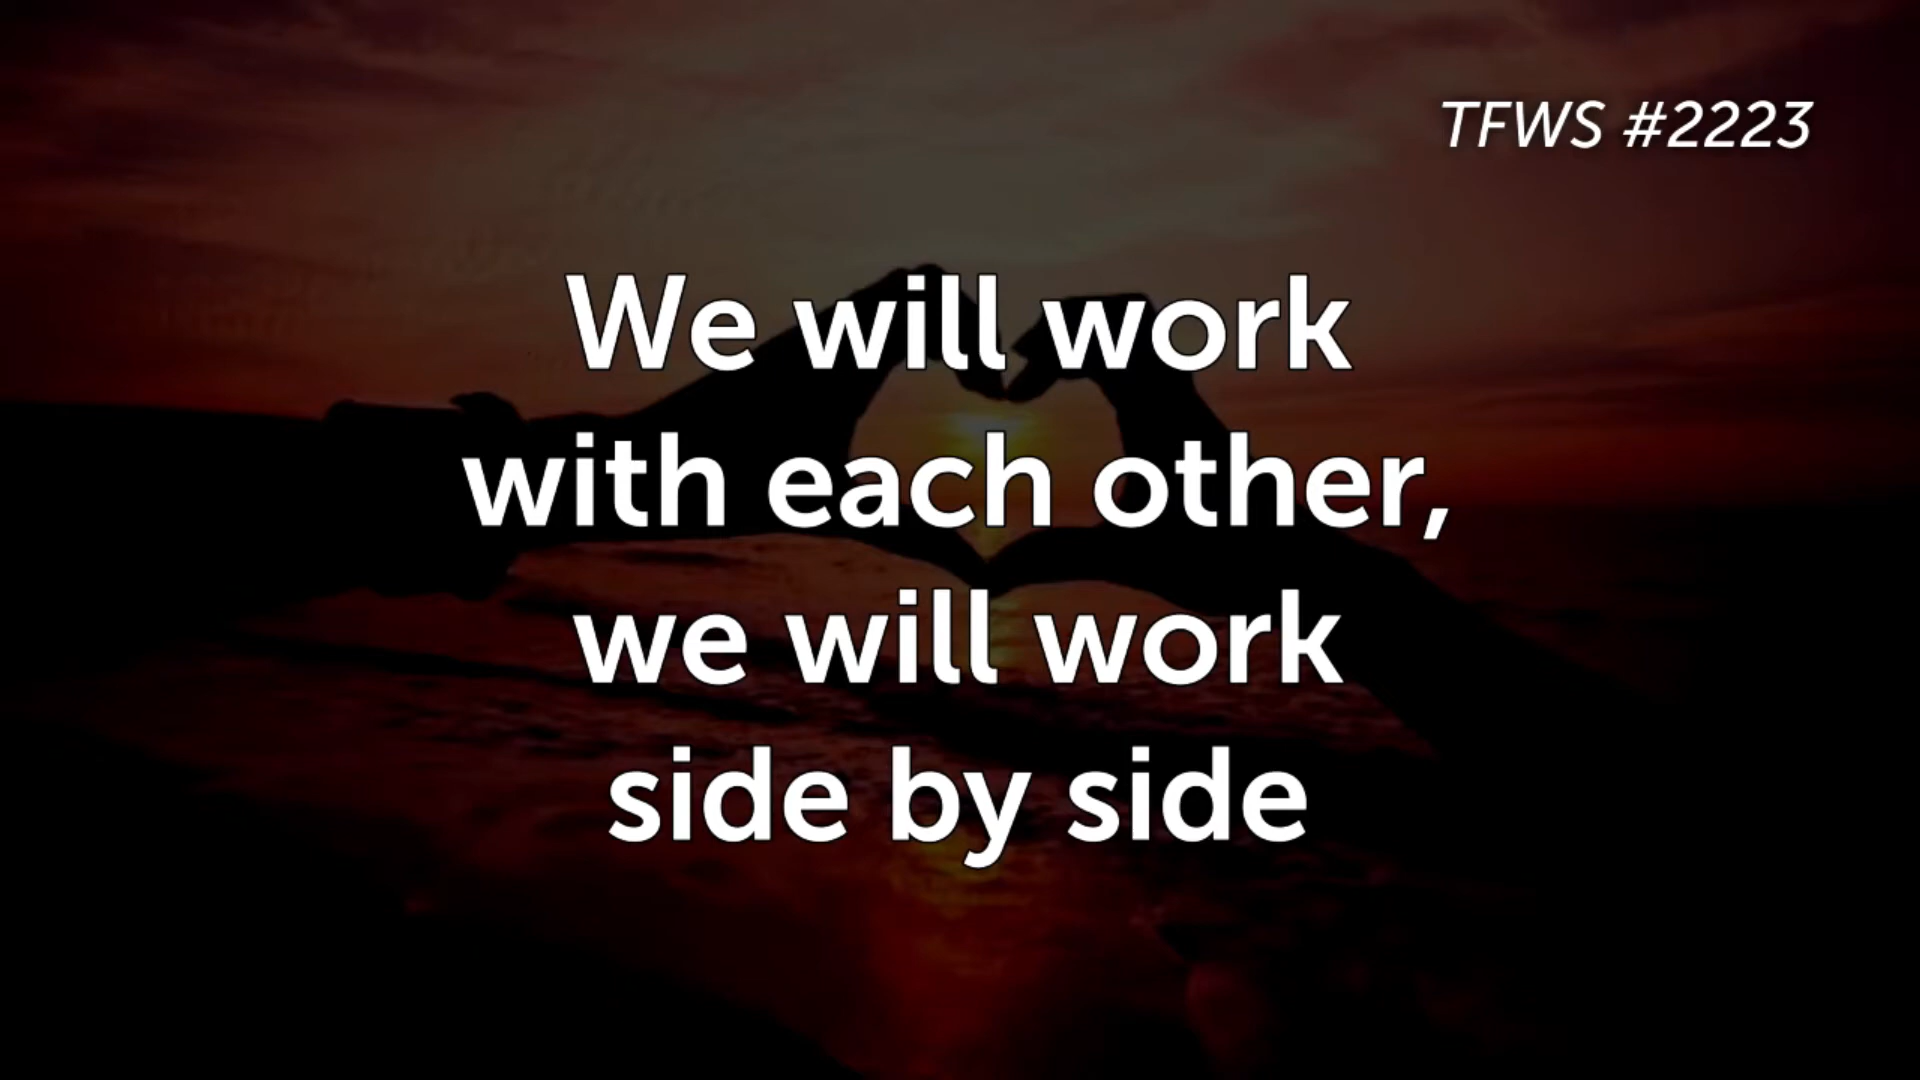 TFWS #2223
We will work
with each other,
we will work
side by side